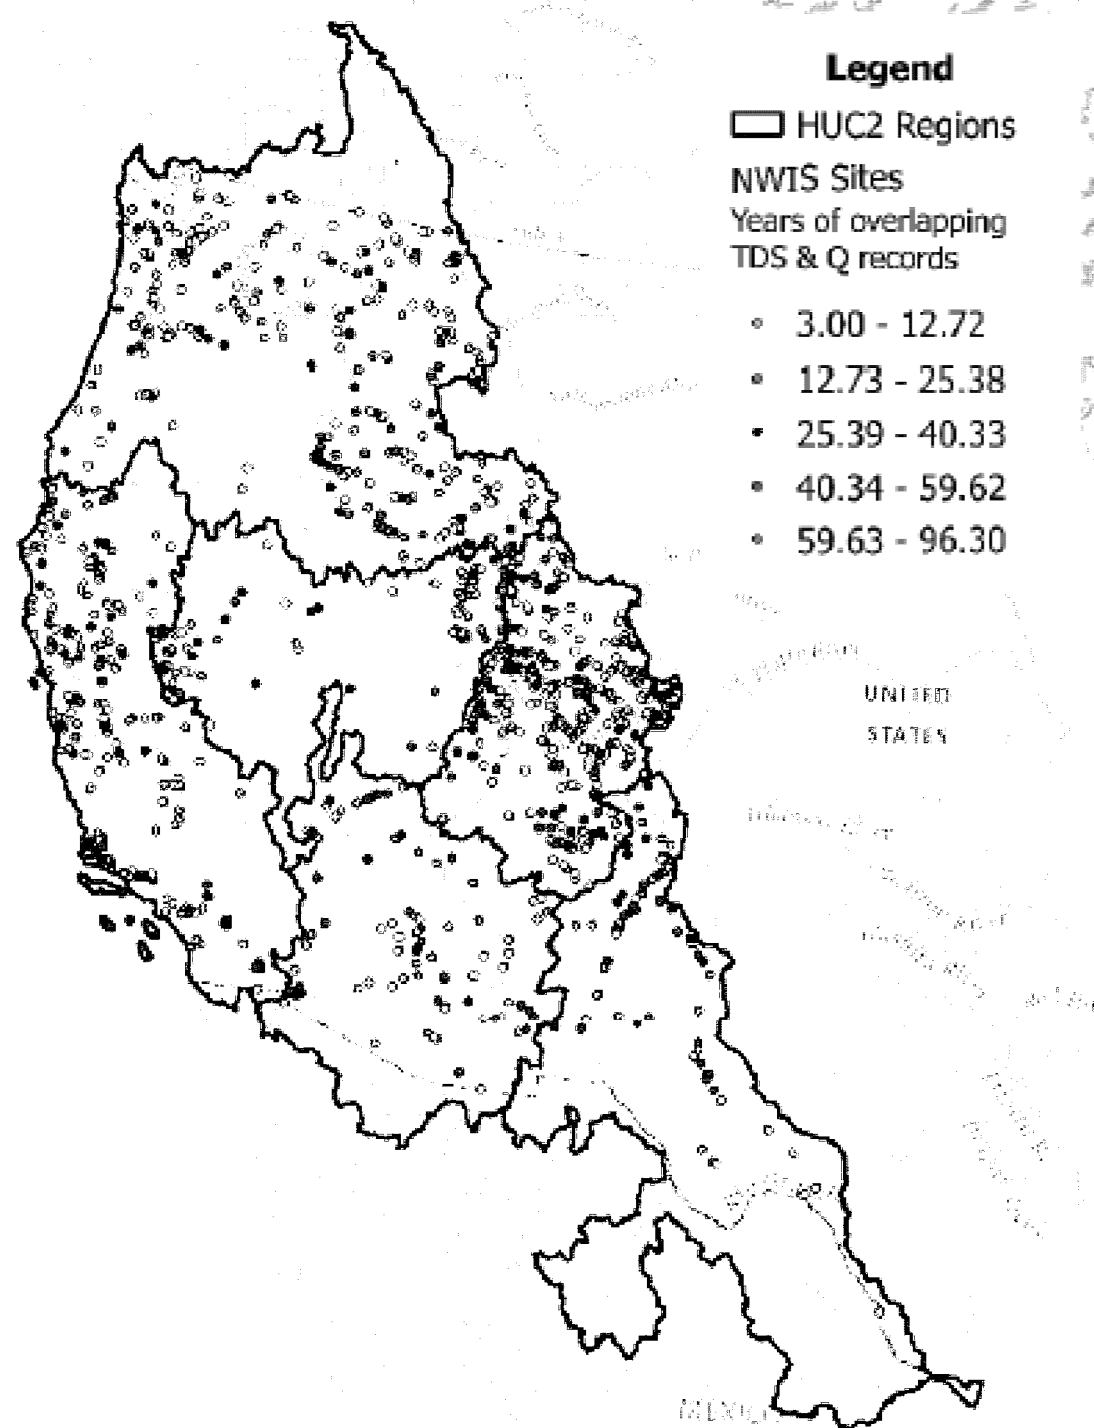 Legend
HUC2 Regions
NWIS Sites
Years of overlapping
TDS & Q records
3.00 - 12.72
12.73 - 25.38
25.39 - 40.33
40.34 - 59.62
59.63 - 96.30
UNITED
STATES
MEXICO